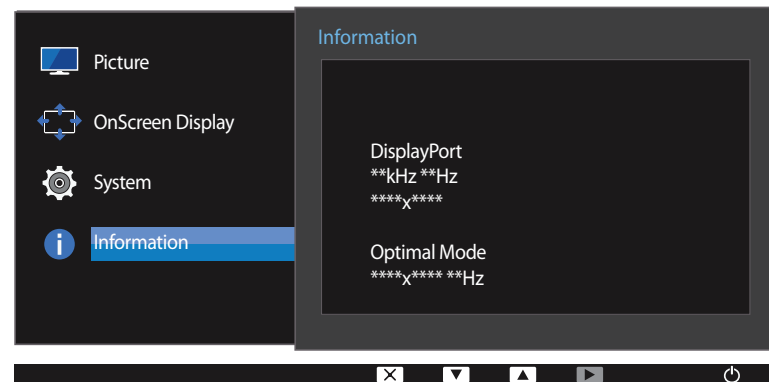 Picture
OnScreen Display
System
Information
Information
DisplayPort
**kHz **Hz
****x****
Optimal Mode
****x**** **Hz